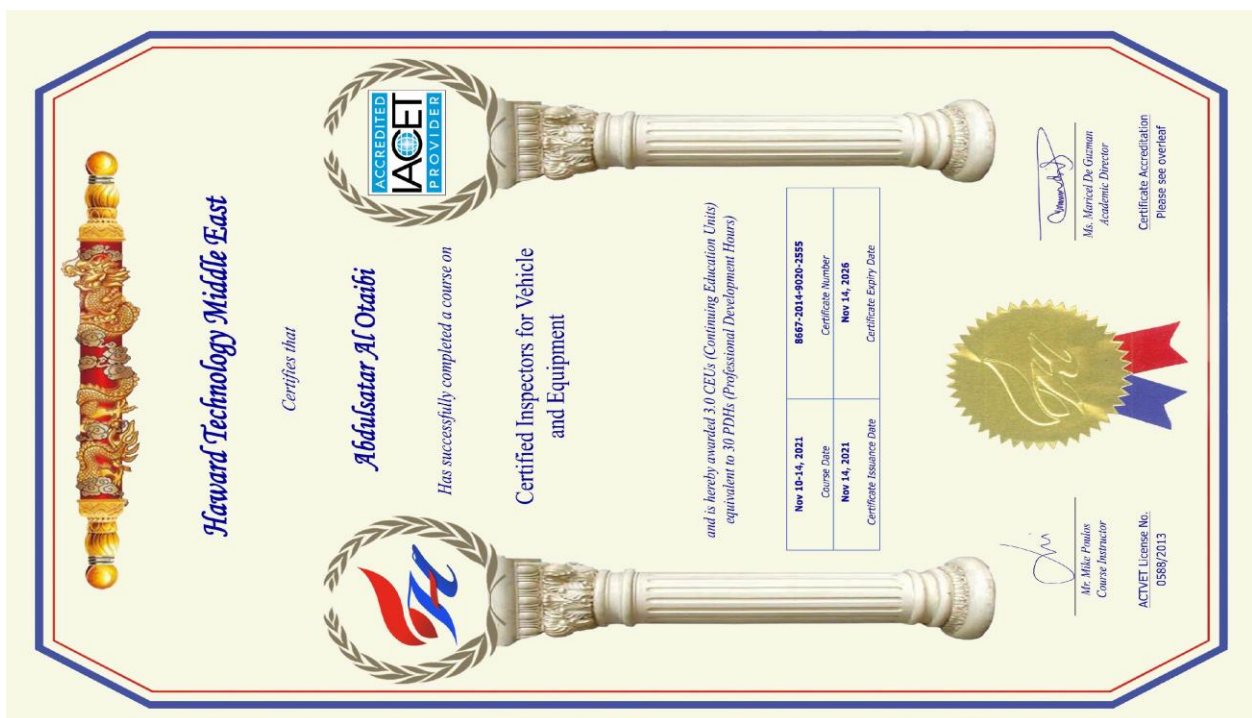 Haward Technology Middle East
Certifies that
ACCREDITED
IACET
PROVIDER
Abdulsatar Al Otaibi
Has successfully completed a course on
Certified Inspectors for Vehicle
and Equipment
and is hereby awarded 3.0 CEUs (Continuing Education Units)
equivalent to 30 PDHs (Professional Development Hours)
Nov 10-14, 2021 8667-2014-9020-2555
Course Date Certificate Number
Nov 14, 2021 Nov 14, 2026
Certificate Issuance Date Certificate Expiry Date
Mr. Mike Poulos
Course Instructor
ACTVET License No.
0588/2013
Ms. Maricel De Guzman
Academic Director
Certificate Accreditation
Please see overleaf